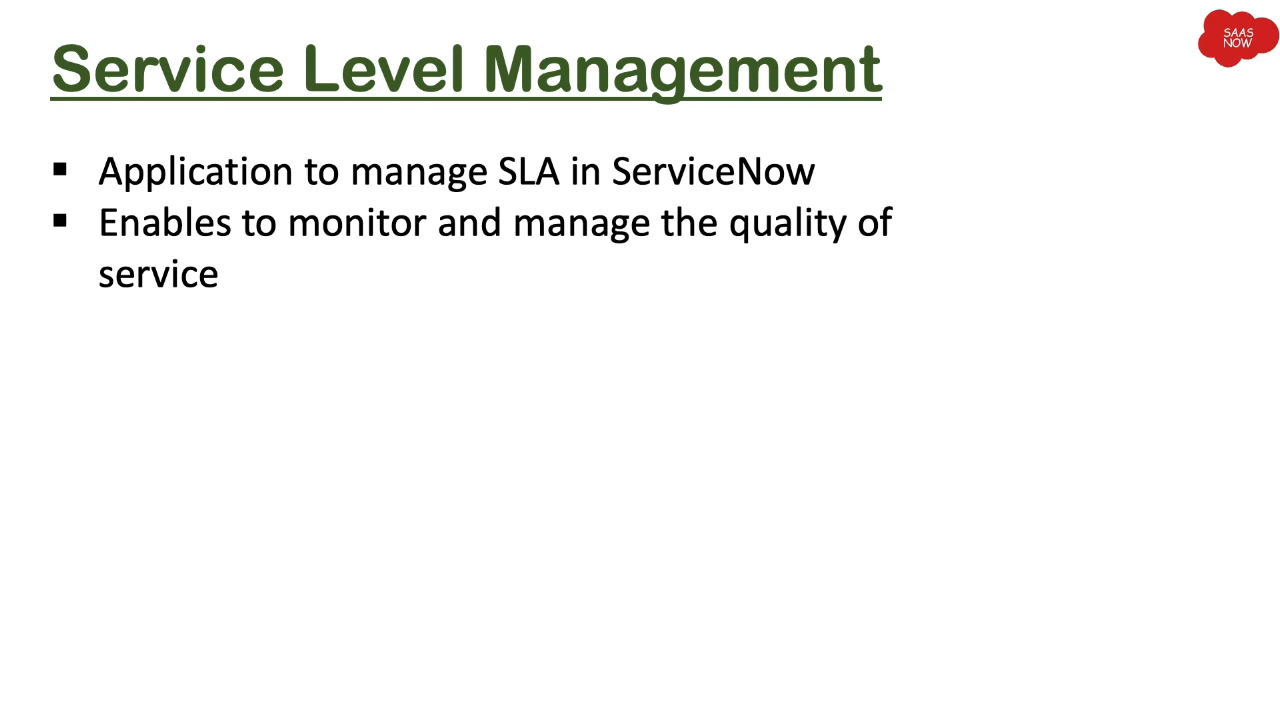 SAAS
NOW
Service Level Management
▪ Application to manage SLA in ServiceNow
▪ Enables to monitor and manage the quality of
service